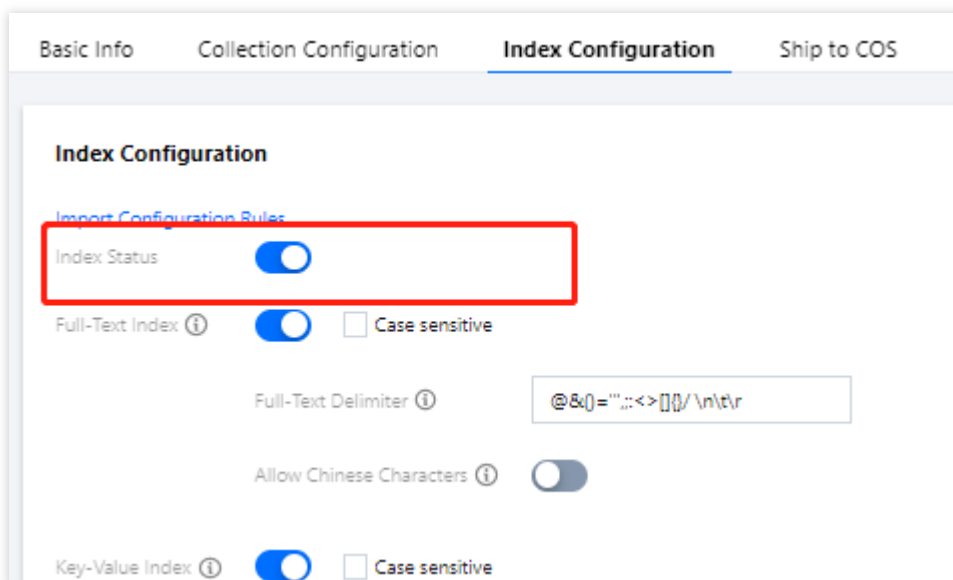 Basic Info Collection Configuration Index Configuration Ship to COS
Index Configuration
Import Configuration Rules
Index Status
Full-Text Index Case sensitive
Full-Text Delimiter @&()='",;:<>[]{}/ \n\t\r
Allow Chinese Characters
Key-Value Index Case sensitive